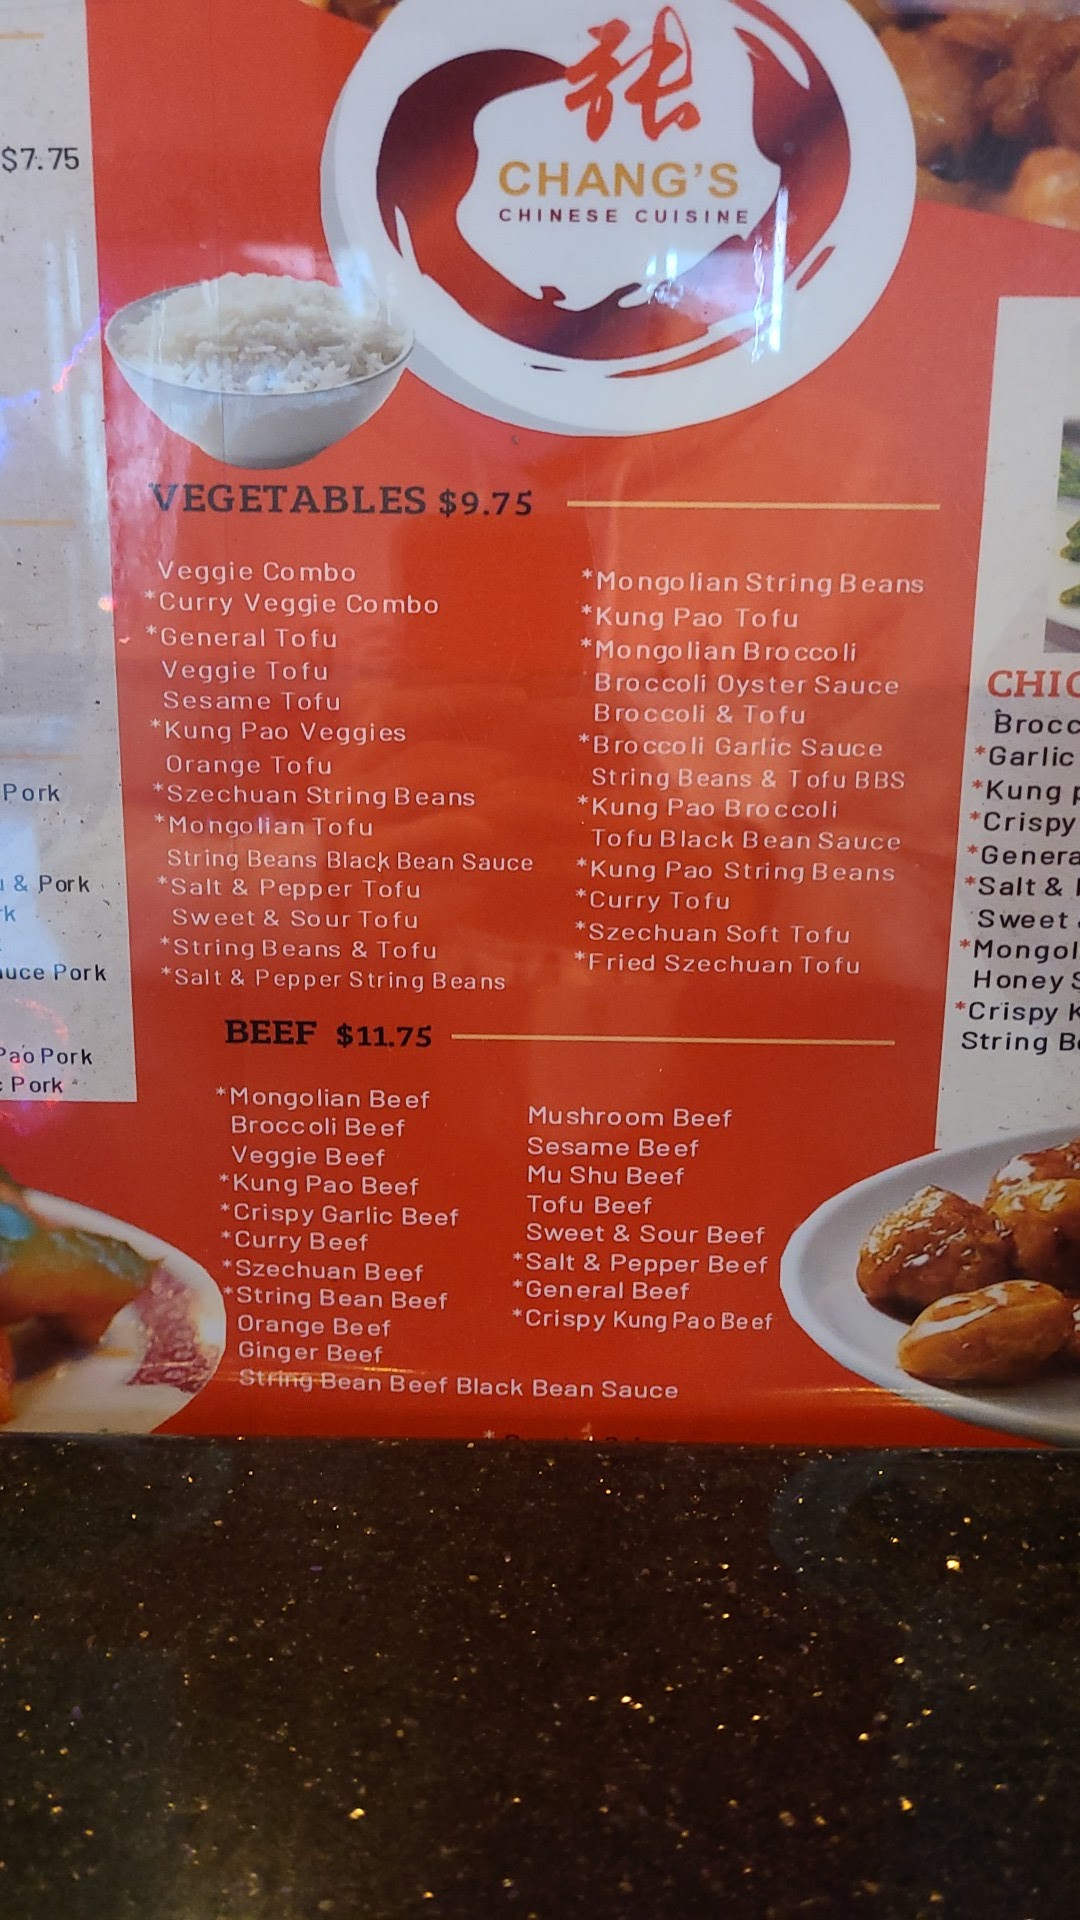 $7.75
張
CHANG'S
CHINESE CUISINE
VEGETABLES $9.75
Veggie Combo
*Curry Veggie Combo
*General Tofu
Veggie Tofu
Sesame Tofu
*Kung Pao Veggies
Orange Tofu
*Szechuan String Beans
*Mongolian Tofu
String Beans Black Bean Sauce
*Salt & Pepper Tofu
Sweet & Sour Tofu
*String Beans & Tofu
*Salt & Pepper String Beans
*Mongolian String Beans
*Kung Pao Tofu
*Mongolian Broccoli
Broccoli Oyster Sauce
Broccoli & Tofu
*Broccoli Garlic Sauce
String Beans & Tofu BBS
*Kung Pao Broccoli
Tofu Black Bean Sauce
*Kung Pao String Beans
*Curry Tofu
*Szechuan Soft Tofu
*Fried Szechuan Tofu
BEEF $11.75
*Mongolian Beef
Broccoli Beef
Veggie Beef
*Kung Pao Beef
*Crispy Garlic Beef
*Curry Beef
*Szechuan Beef
*String Bean Beef
Orange Beef
Ginger Beef
String Bean Beef Black Bean Sauce
Mushroom Beef
Sesame Beef
Mu Shu Beef
Tofu Beef
Sweet & Sour Beef
*Salt & Pepper Beef
*General Beef
*Crispy Kung Pao Beef
Pork
& Pork
Pork
Pao Pork
Pork
*Garlic
*Kung
*Crispy
*Salt &
Sweet
Honey
*Crispy
String